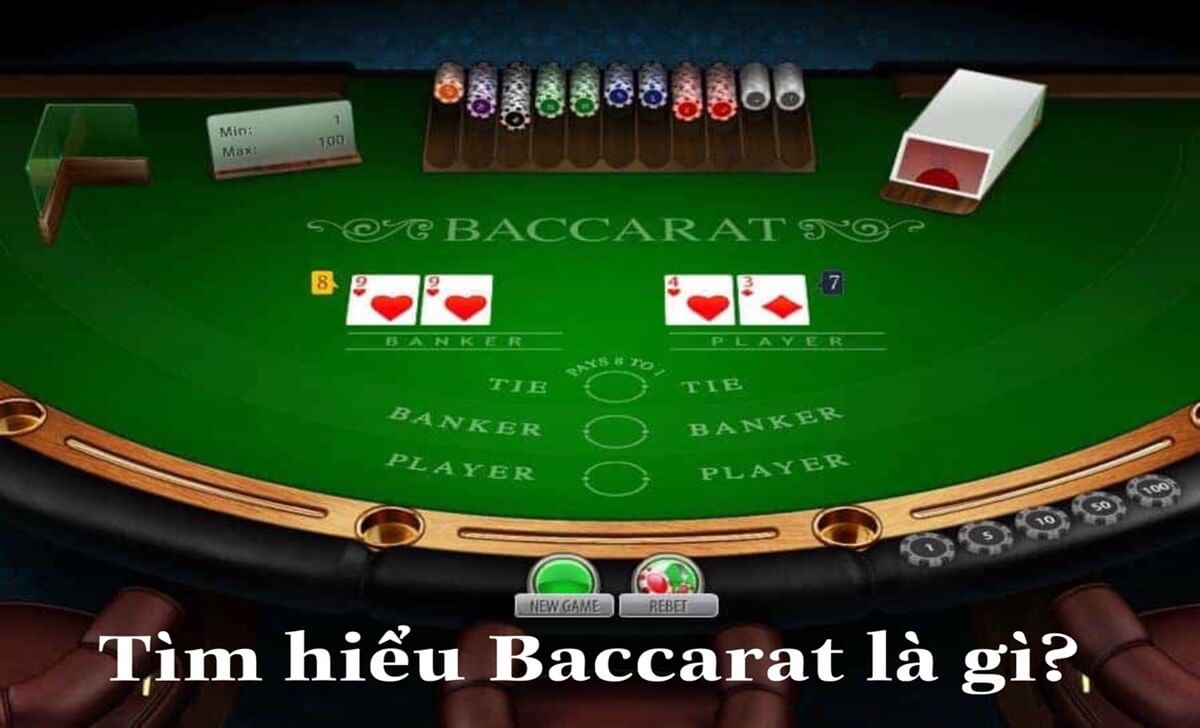 Min: 1
Max: 100
BACCARAT
8 9 9
4 3 7
BANKER
PLAYER
PAYS 8 TO 1
TIE TIE
BANKER BANKER
PLAYER PLAYER
1 5 10 50 100
NEW GAME
REBET
Tìm hiểu Baccarat là gì?